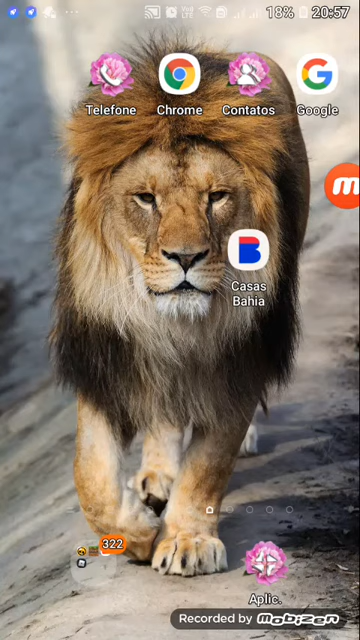 18% 20:57
Telefone Chrome Contatos Google
Casas
Bahia
322
Aplic.
Recorded by Mobizen